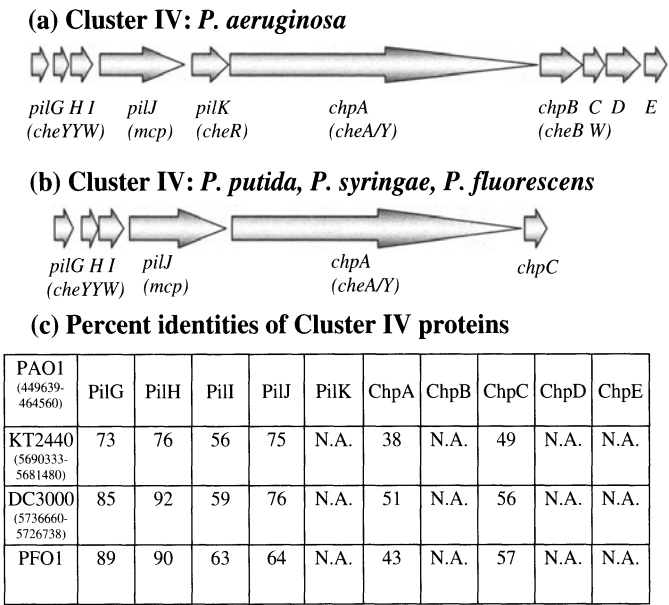 (a) Cluster IV: P. aeruginosa
pilG H I pilJ pilK chpA chpB C D E
(cheYYW) (mcp) (cheR) (cheA/Y) (cheB W)
(b) Cluster IV: P. putida, P. syringae, P. fluorescens
pilG H I pilJ chpA chpC
(cheYYW) (mcp) (cheA/Y)
(c) Percent identities of Cluster IV proteins
PAO1 (449639-464560) PilG PilH PilI PilJ PilK ChpA ChpB ChpC ChpD ChpE
KT2440 (5690333-5681480) 73 76 56 75 N.A. 38 N.A. 49 N.A. N.A.
DC3000 (5736660-5726738) 85 92 59 76 N.A. 51 N.A. 56 N.A. N.A.
PFO1 89 90 63 64 N.A. 43 N.A. 57 N.A. N.A.